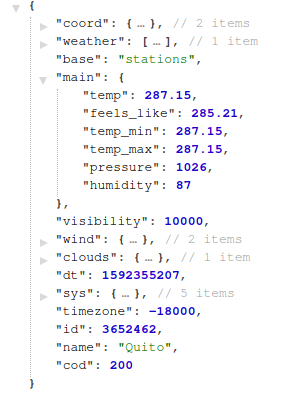 {
"coord": { … }, // 2 items
"weather": [ … ], // 1 item
"base": "stations",
"main": {
"temp": 287.15,
"feels_like": 285.21,
"temp_min": 287.15,
"temp_max": 287.15,
"pressure": 1026,
"humidity": 87
},
"visibility": 10000,
"wind": { … }, // 2 items
"clouds": { … }, // 1 item
"dt": 1592355207,
"sys": { … }, // 5 items
"timezone": -18000,
"id": 3652462,
"name": "Quito",
"cod": 200
}